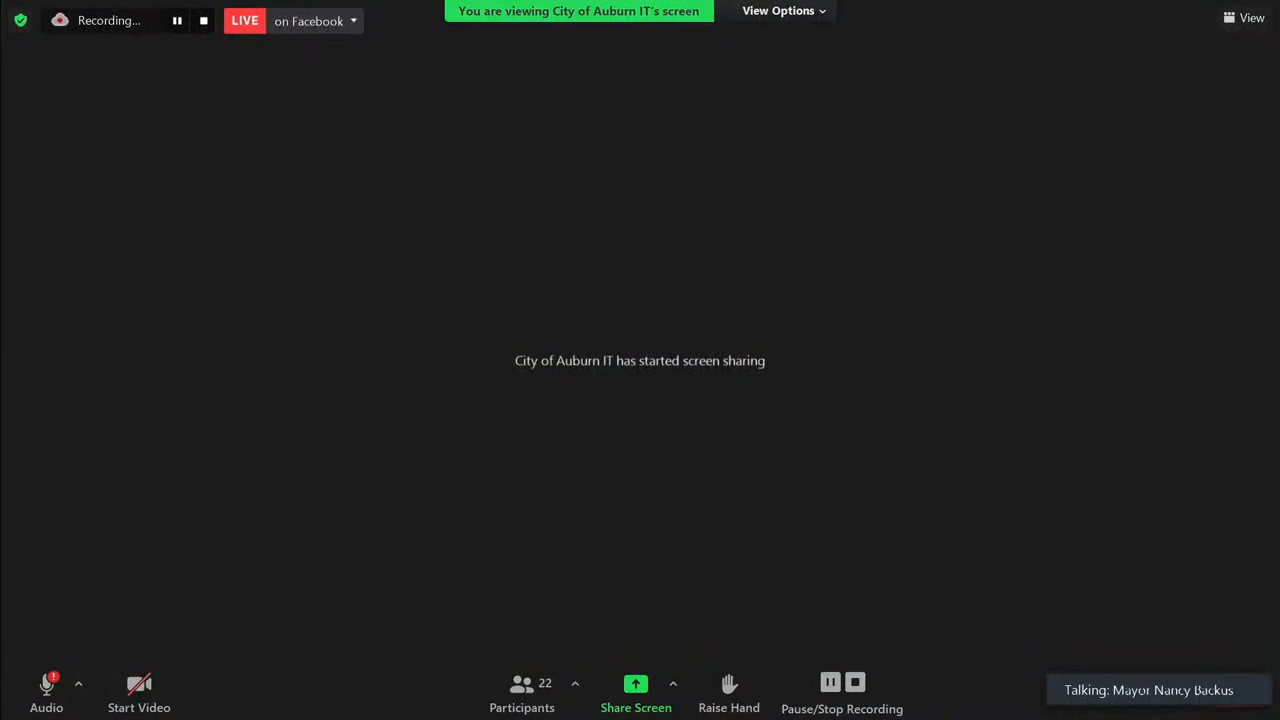 Recording...
LIVE on Facebook
You are viewing City of Auburn IT's screen
View Options
View
City of Auburn IT has started screen sharing
Audio
Start Video
22
Participants
Share Screen
Raise Hand
Pause/Stop Recording
Talking: Mayor Nancy Backus